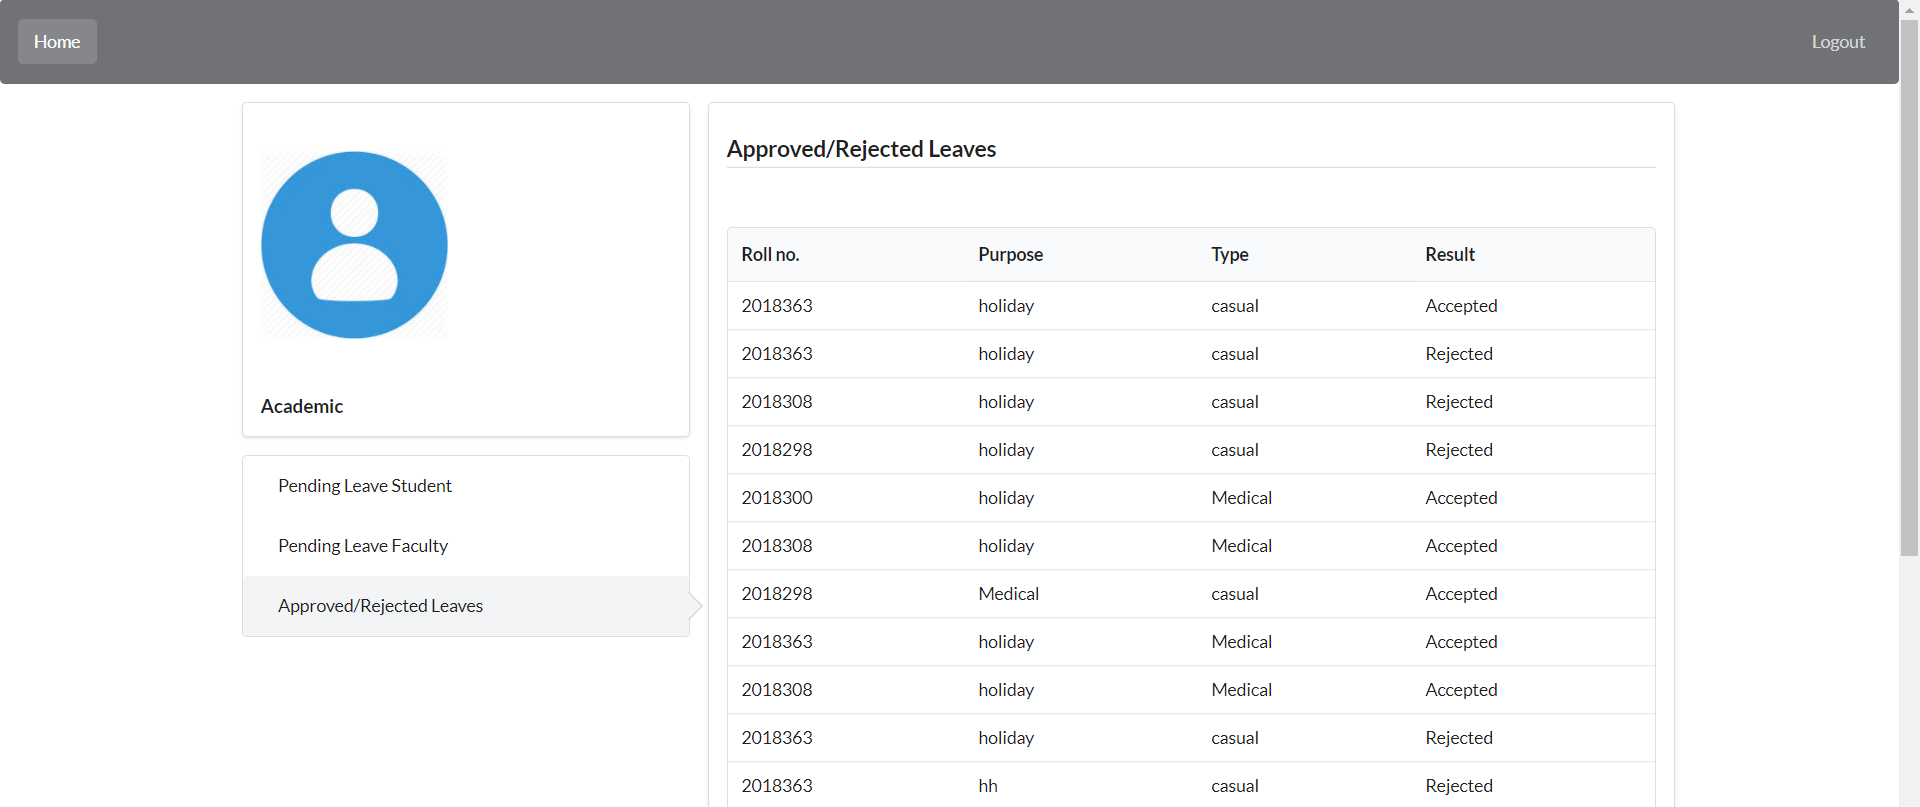 Home
Logout
Academic
Pending Leave Student
Pending Leave Faculty
Approved/Rejected Leaves
Approved/Rejected Leaves
Roll no. Purpose Type Result
2018363 holiday casual Accepted
2018363 holiday casual Rejected
2018308 holiday casual Rejected
2018298 holiday casual Rejected
2018300 holiday Medical Accepted
2018308 holiday Medical Accepted
2018298 Medical casual Accepted
2018363 holiday Medical Accepted
2018308 holiday Medical Accepted
2018363 holiday casual Rejected
2018363 hh casual Rejected